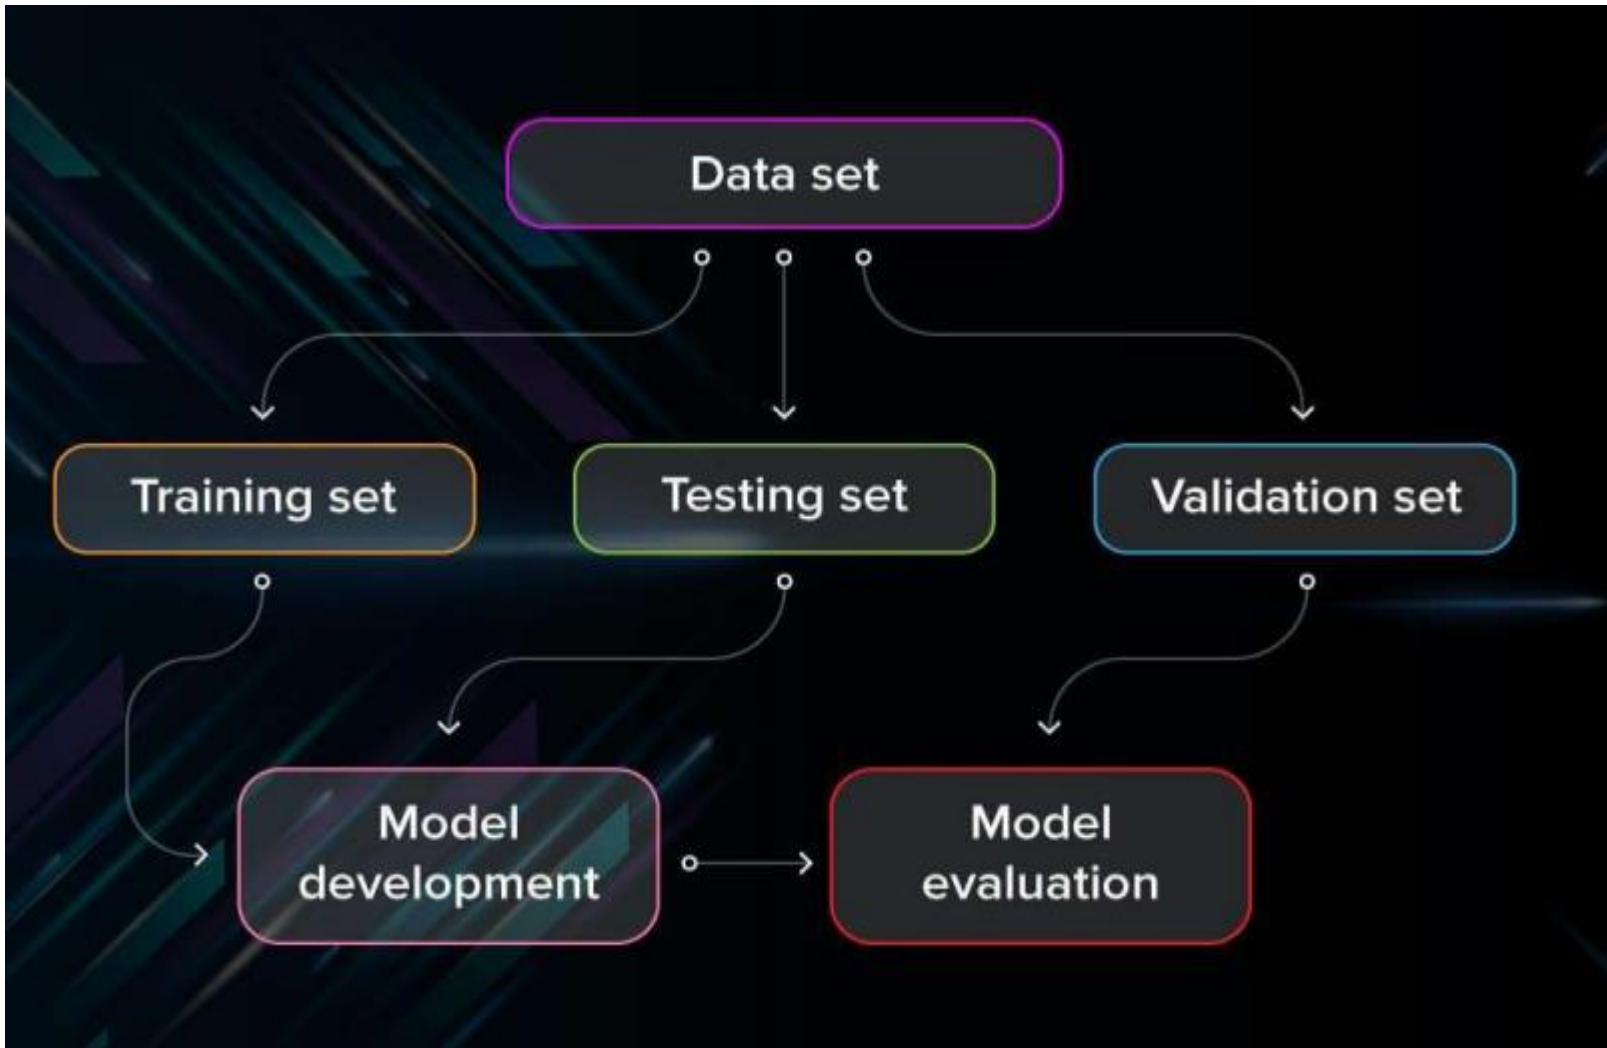 Data set
Training set
Testing set
Validation set
Model
development
Model
evaluation